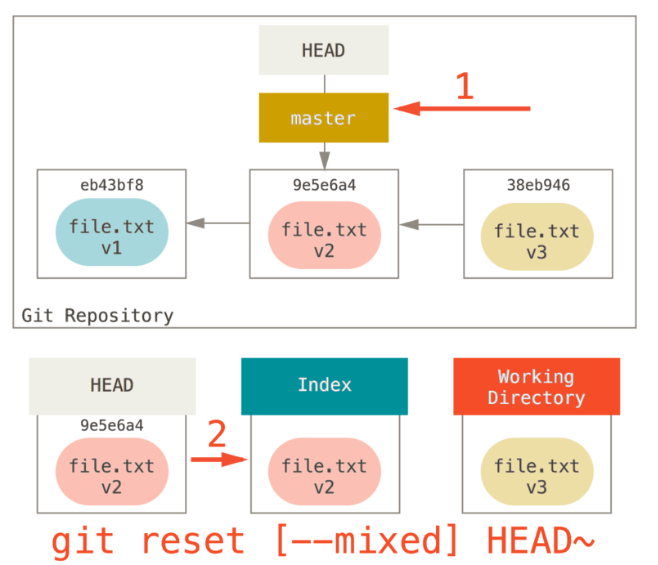 HEAD
1
master
eb43bf8
9e5e6a4
38eb946
file.txt
v1
file.txt
v2
file.txt
v3
Git Repository
HEAD
Index
Working
Directory
9e5e6a4
2
file.txt
v2
file.txt
v2
file.txt
v3
git reset [--mixed] HEAD~